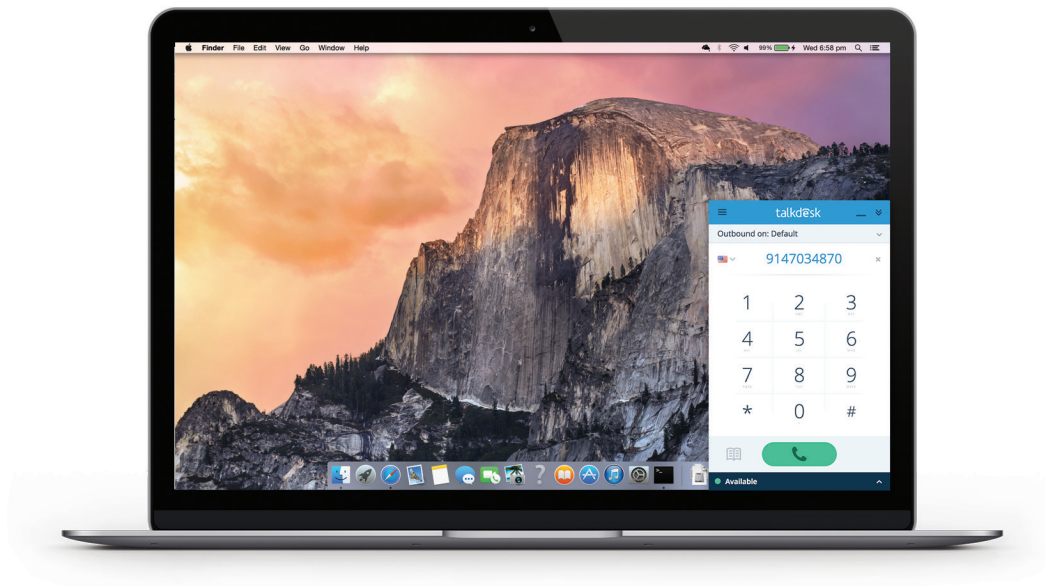 Finder File Edit View Go Window Help
99% Wed 6:58 pm
talkdesk
Outbound on: Default
9147034870
1 2 3
4 5 6
7 8 9
* 0 #
Available